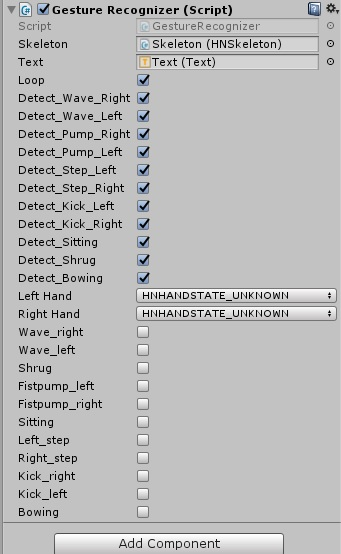 Gesture Recognizer (Script)
Script GestureRecognizer
Skeleton Skeleton (HNSkeleton)
Text Text (Text)
Loop
Detect_Wave_Right
Detect_Wave_Left
Detect_Pump_Right
Detect_Pump_Left
Detect_Step_Left
Detect_Step_Right
Detect_Kick_Left
Detect_Kick_Right
Detect_Sitting
Detect_Shrug
Detect_Bowing
Left Hand HNHANDSTATE_UNKNOWN
Right Hand HNHANDSTATE_UNKNOWN
Wave_right
Wave_left
Shrug
Fistpump_left
Fistpump_right
Sitting
Left_step
Right_step
Kick_right
Kick_left
Bowing
Add Component